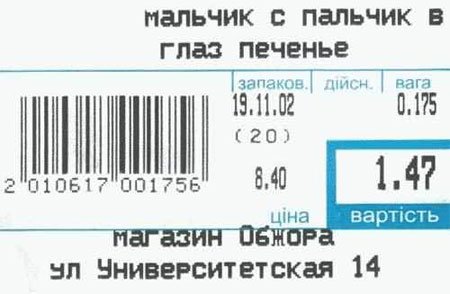 мальчик с пальчик в
глаз печенье
запаков. дійсн. вага
19.11.02 0.175
(20)
8.40 1.47
2 010617 001756
ціна вартість
магазин Обжора
ул Университетская 14